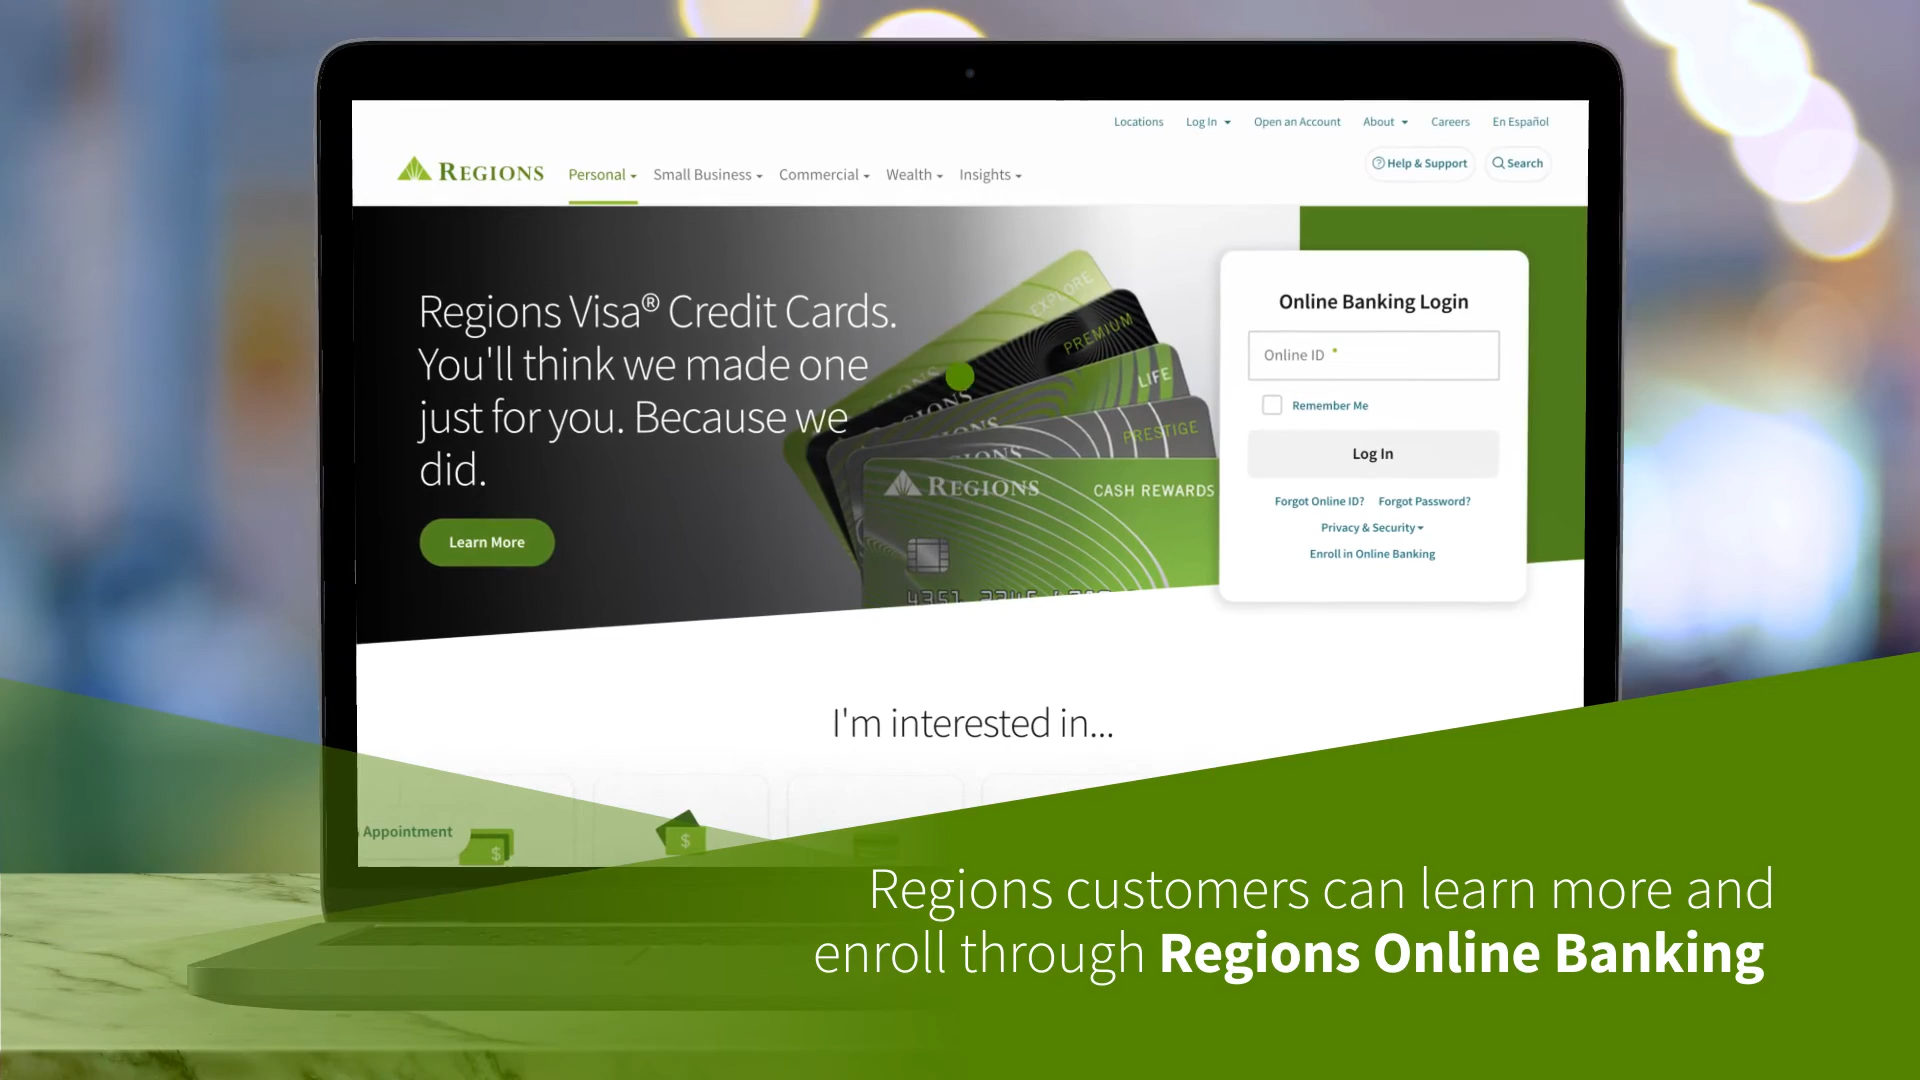 Locations Log In Open an Account About Careers En Español
REGIONS Personal Small Business Commercial Wealth Insights Help & Support Search
Regions Visa® Credit Cards.
You'll think we made one
just for you. Because we
did.
Learn More
EXPLORE
PREMIUM
LIFE
PRESTIGE
REGIONS CASH REWARDS
4351
Online Banking Login
Online ID *
Remember Me
Log In
Forgot Online ID? Forgot Password?
Privacy & Security
Enroll in Online Banking
I'm interested in...
Appointment
$
$
Regions customers can learn more and
enroll through Regions Online Banking